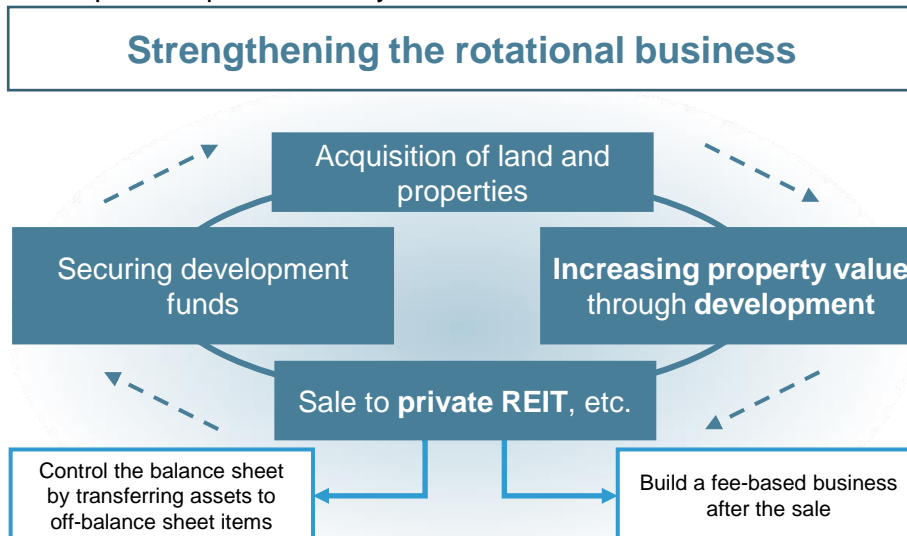 Strengthening the rotational business
Acquisition of land and
properties
Securing development
funds
Increasing property value
through development
Sale to private REIT, etc.
Control the balance sheet
by transferring assets to
off-balance sheet items
Build a fee-based business
after the sale